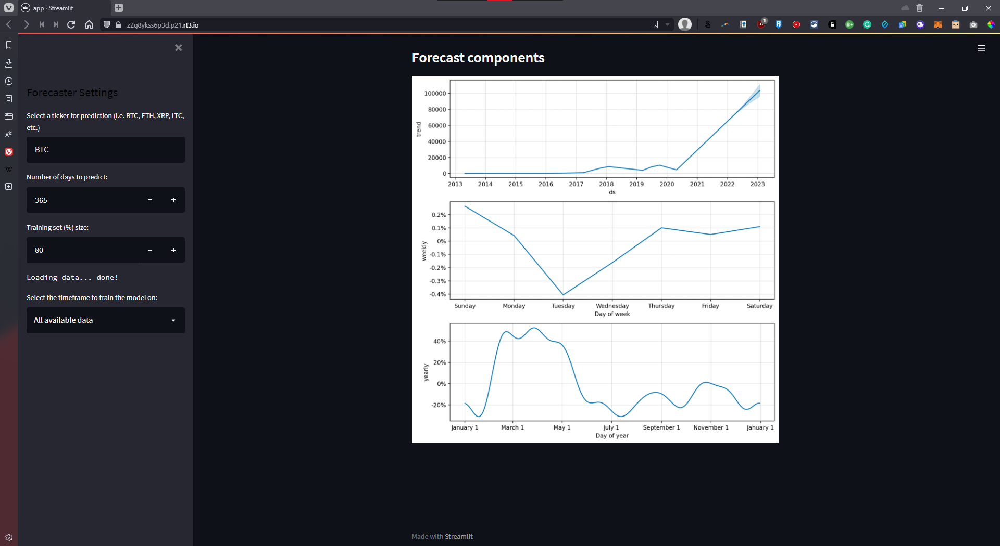 app · Streamlit
z2g8ykss6p3d.p21.rt3.io
1
B+
Forecaster Settings
Select a ticker for prediction (i.e. BTC, ETH, XRP, LTC,
etc.)
BTC
Number of days to predict:
365
Training set (%) size:
80
Loading data... done!
Select the timeframe to train the model on:
All available data
Forecast components
100000
80000
60000
40000
20000
0
trend
2013 2014 2015 2016 2017 2018 2019 2020 2021 2022 2023
ds
0.2%
0.1%
0%
-0.1%
-0.2%
-0.3%
-0.4%
weekly
Sunday Monday Tuesday Wednesday Thursday Friday Saturday
Day of week
40%
20%
0%
-20%
yearly
January 1 March 1 May 1 July 1 September 1 November 1 January 1
Day of year
Made with Streamlit